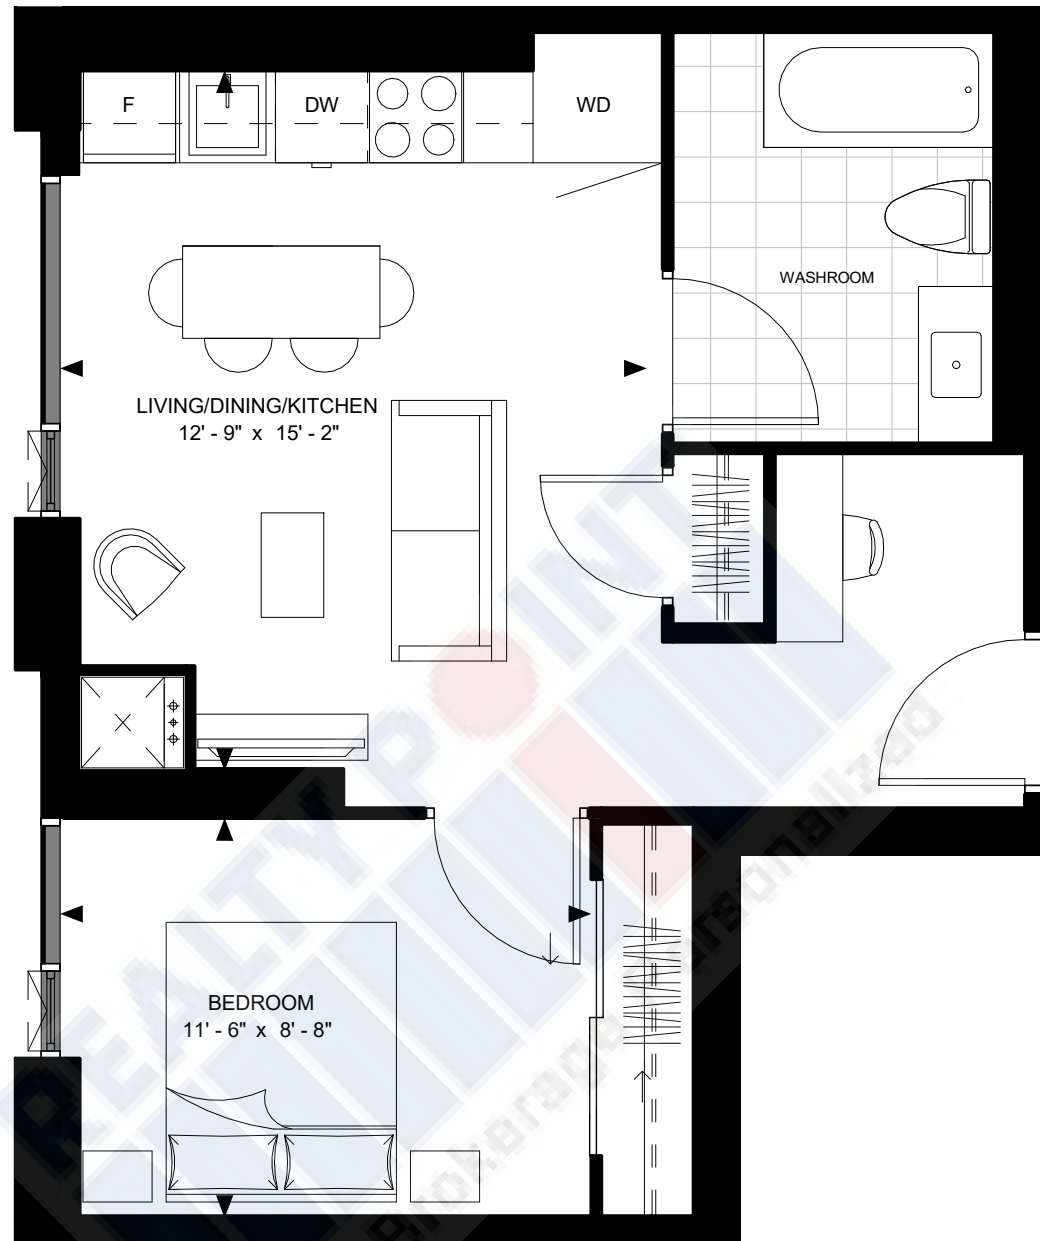 F
DW
WD
WASHROOM
LIVING/DINING/KITCHEN
12' - 9" x 15' - 2"
BEDROOM
11' - 6" x 8' - 8"
REALTY POINT
Brokerage personalized